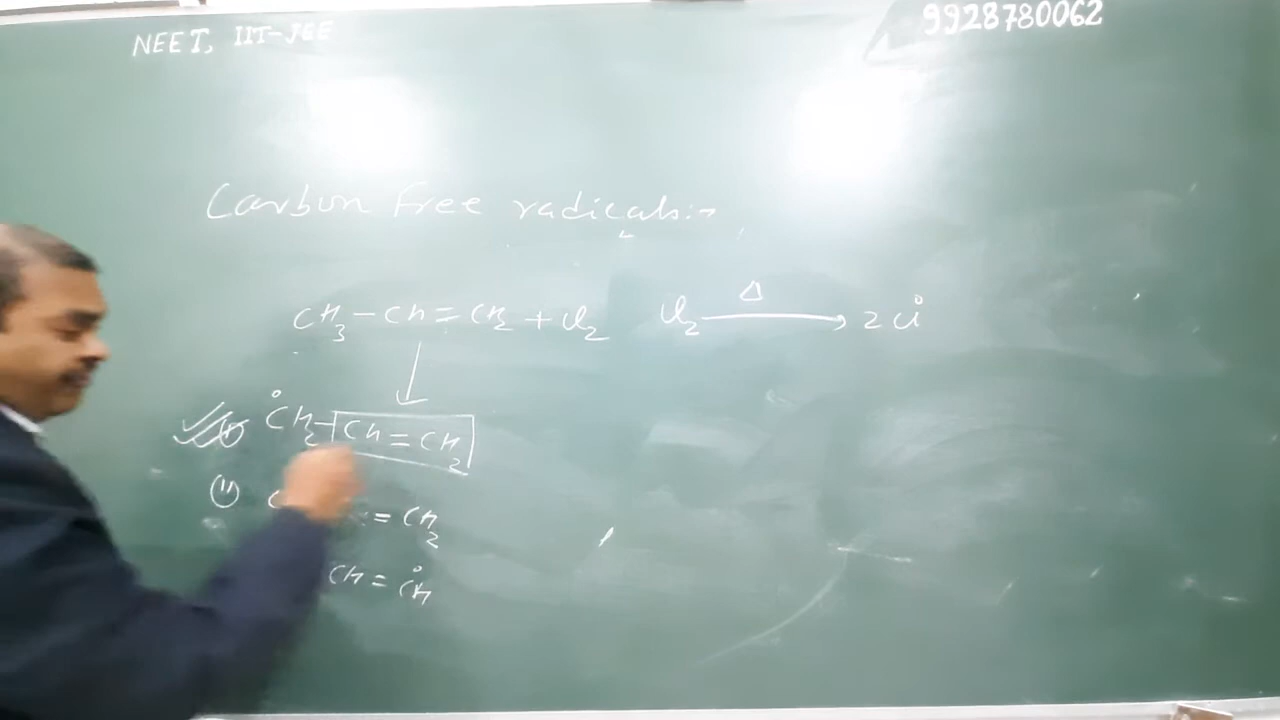 NEET, IIT-JEE
9928780062
Carbon free radicals:-
CH3-CH=CH2+Cl2 Cl2 Δ→ 2Cl°
↓
(i) °CH2-CH=CH2
(ii) C =CH2
CH=°CH